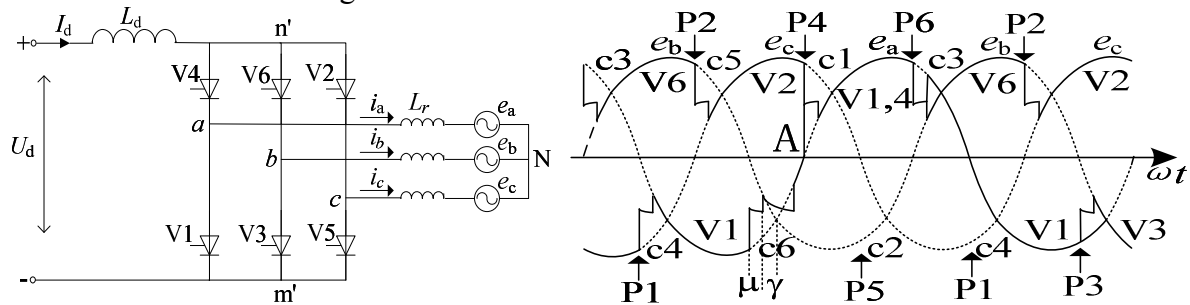 I_d L_d n'
+
V4 V6 V2
i_a L_r e_a
a
U_d i_b e_b N
b
i_c e_c
c
V1 V3 V5
-
m'
P2 P4 P6 P2
c3 e_b c5 e_c c1 e_a c3 e_b e_c
V6 V2 V1,4 V6 V2
A
ωt
V1 V1 V3
c4 c6 c2 c4
μ γ
P1 P5 P1 P3